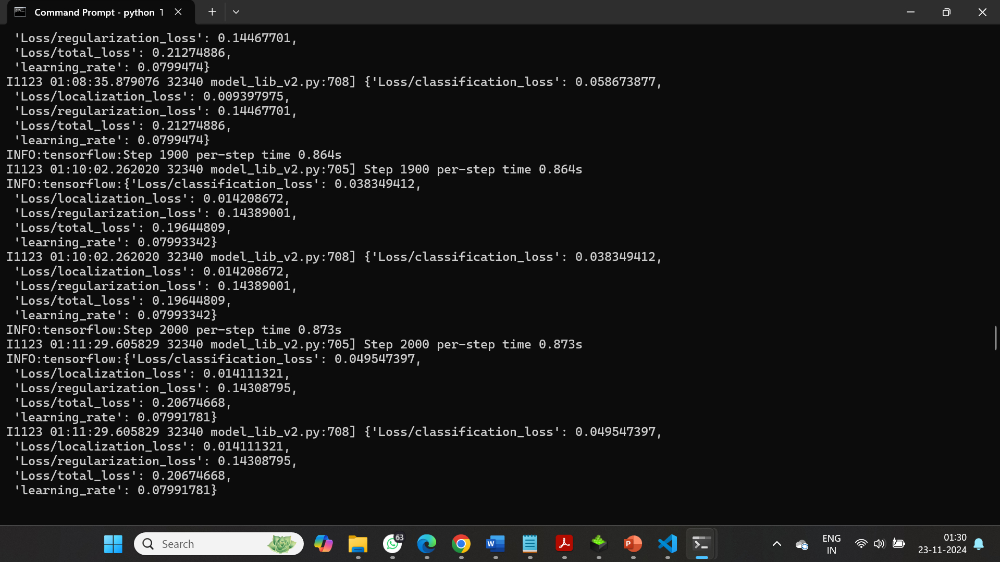 Command Prompt - python
'Loss/regularization_loss': 0.14467701,
'Loss/total_loss': 0.21274886,
'learning_rate': 0.0799474}
I1123 01:08:35.879076 32340 model_lib_v2.py:708] {'Loss/classification_loss': 0.058673877,
'Loss/localization_loss': 0.009397975,
'Loss/regularization_loss': 0.14467701,
'Loss/total_loss': 0.21274886,
'learning_rate': 0.0799474}
INFO:tensorflow:Step 1900 per-step time 0.864s
I1123 01:10:02.262020 32340 model_lib_v2.py:705] Step 1900 per-step time 0.864s
INFO:tensorflow:{'Loss/classification_loss': 0.038349412,
'Loss/localization_loss': 0.014208672,
'Loss/regularization_loss': 0.14389001,
'Loss/total_loss': 0.19644809,
'learning_rate': 0.07993342}
I1123 01:10:02.262020 32340 model_lib_v2.py:708] {'Loss/classification_loss': 0.038349412,
'Loss/localization_loss': 0.014208672,
'Loss/regularization_loss': 0.14389001,
'Loss/total_loss': 0.19644809,
'learning_rate': 0.07993342}
INFO:tensorflow:Step 2000 per-step time 0.873s
I1123 01:11:29.605829 32340 model_lib_v2.py:705] Step 2000 per-step time 0.873s
INFO:tensorflow:{'Loss/classification_loss': 0.049547397,
'Loss/localization_loss': 0.014111321,
'Loss/regularization_loss': 0.14308795,
'Loss/total_loss': 0.20674668,
'learning_rate': 0.07991781}
I1123 01:11:29.605829 32340 model_lib_v2.py:708] {'Loss/classification_loss': 0.049547397,
'Loss/localization_loss': 0.014111321,
'Loss/regularization_loss': 0.14308795,
'Loss/total_loss': 0.20674668,
'learning_rate': 0.07991781}
Search
63
W
P
ENG
IN
01:30
23-11-2024